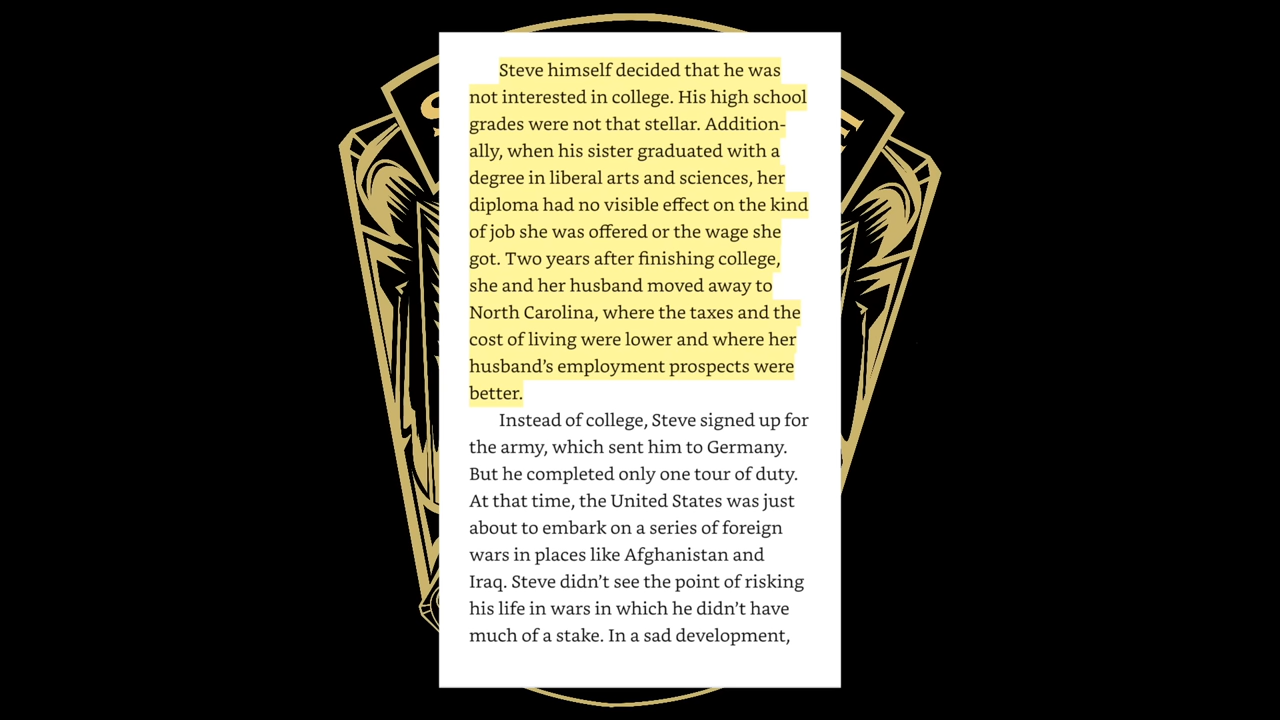 Steve himself decided that he was
not interested in college. His high school
grades were not that stellar. Addition-
ally, when his sister graduated with a
degree in liberal arts and sciences, her
diploma had no visible effect on the kind
of job she was offered or the wage she
got. Two years after finishing college,
she and her husband moved away to
North Carolina, where the taxes and the
cost of living were lower and where her
husband’s employment prospects were
better.
Instead of college, Steve signed up for
the army, which sent him to Germany.
But he completed only one tour of duty.
At that time, the United States was just
about to embark on a series of foreign
wars in places like Afghanistan and
Iraq. Steve didn’t see the point of risking
his life in wars in which he didn’t have
much of a stake. In a sad development,